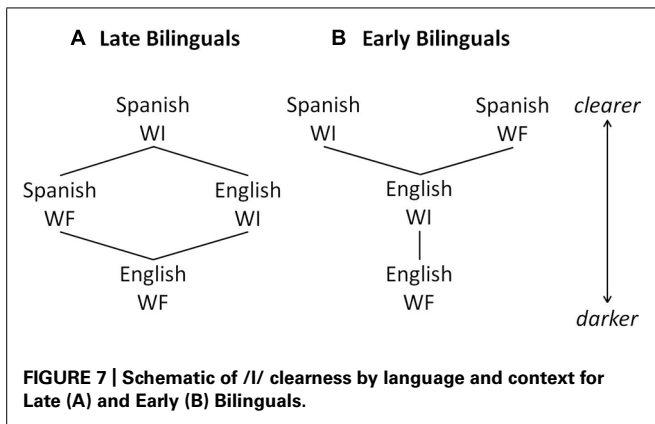 A Late Bilinguals
B Early Bilinguals
Spanish
WI
Spanish
WF
English
WI
English
WF
Spanish
WI
Spanish
WF
English
WI
English
WF
clearer
darker
FIGURE 7 | Schematic of /l/ clearness by language and context for
Late (A) and Early (B) Bilinguals.